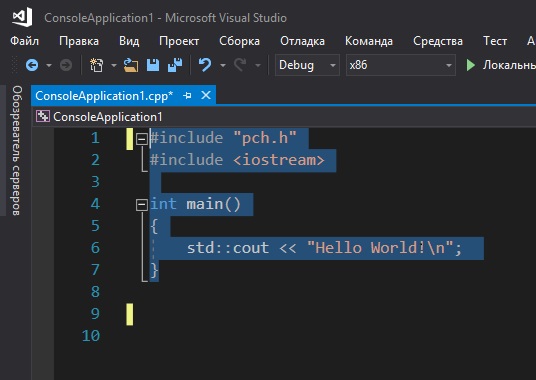 ConsoleApplication1 - Microsoft Visual Studio
Файл Правка Вид Проект Сборка Отладка Команда Средства Тест
Debug x86 Локальны
Обозреватель серверов
ConsoleApplication1.cpp*
ConsoleApplication1
1 #include "pch.h"
2 #include <iostream>
3
4 int main()
5 {
6 std::cout << "Hello World!\n";
7 }
8
9
10